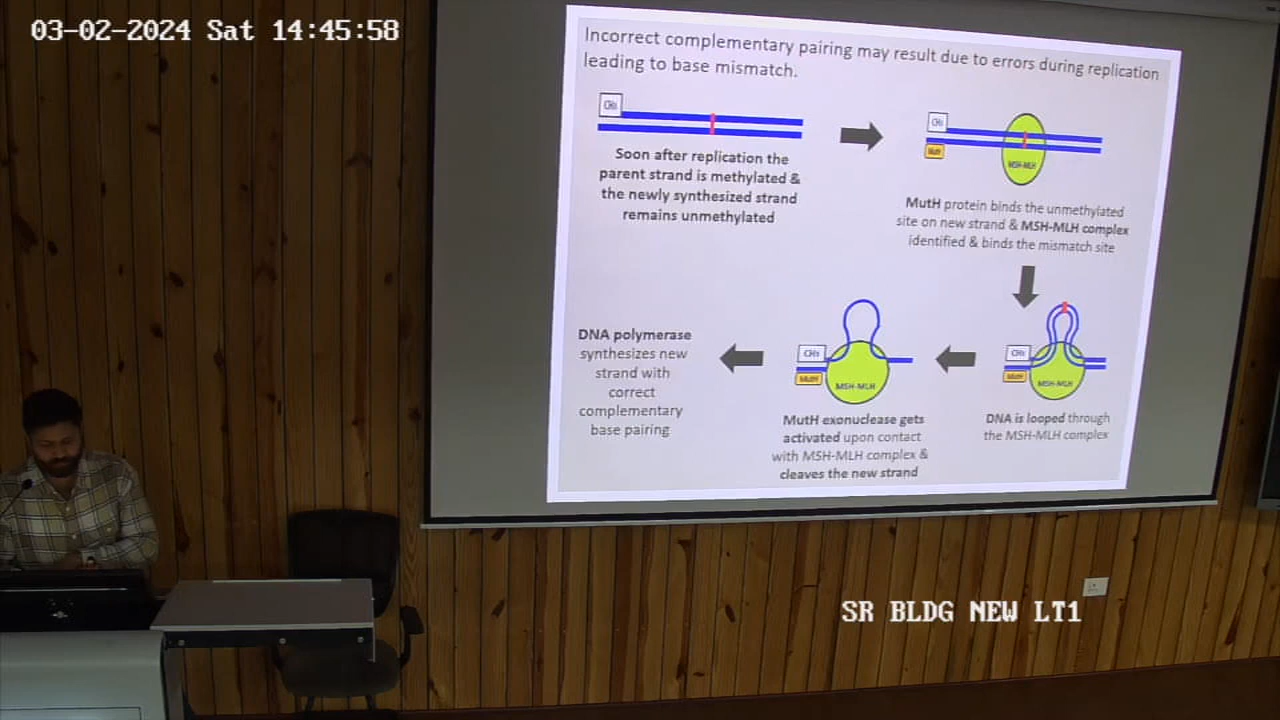 03-02-2024 Sat 14:45:58
Incorrect complementary pairing may result due to errors during replication
leading to base mismatch.
CH₃
Soon after replication the
parent strand is methylated &
the newly synthesized strand
remains unmethylated
CH₃
MutH
MSH-MLH
MutH protein binds the unmethylated
site on new strand & MSH-MLH complex
identified & binds the mismatch site
CH₃
MutH
MSH-MLH
DNA is looped through
the MSH-MLH complex
CH₃
MutH
MSH-MLH
MutH exonuclease gets
activated upon contact
with MSH-MLH complex &
cleaves the new strand
DNA polymerase
synthesizes new
strand with
correct
complementary
base pairing
SR BLDG NEW LT1